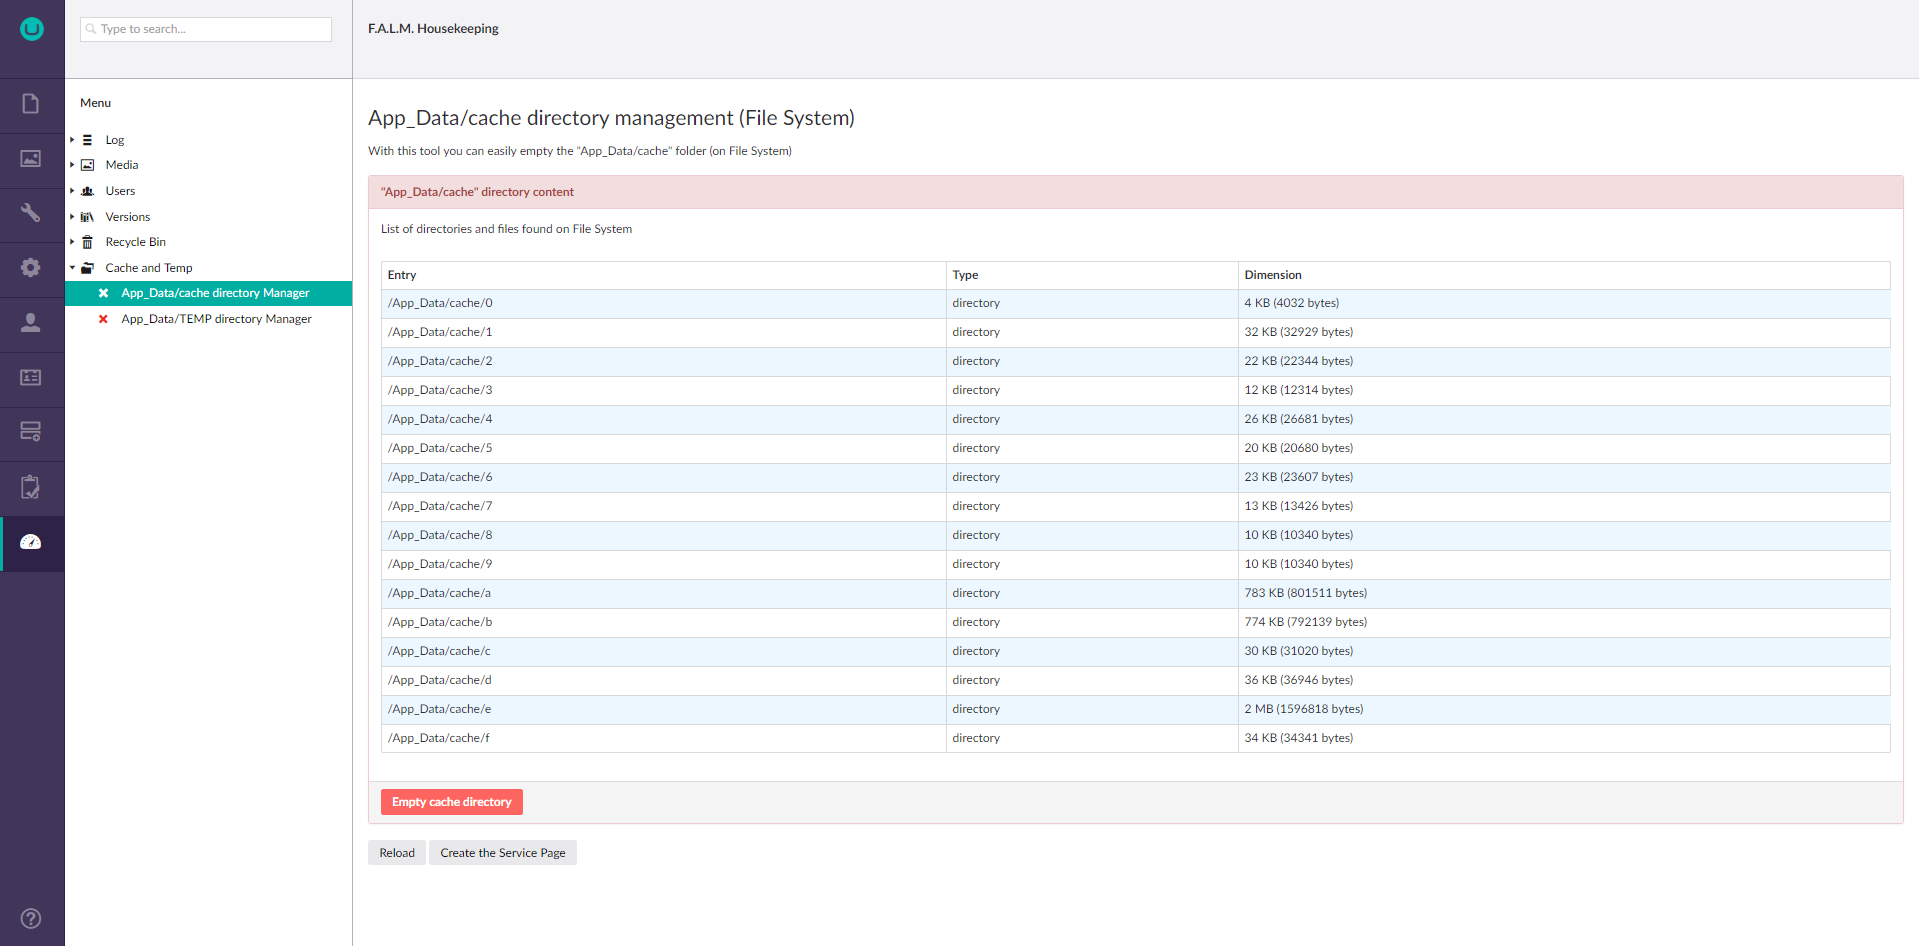 Type to search...
F.A.L.M. Housekeeping
Menu
Log
Media
Users
Versions
Recycle Bin
Cache and Temp
App_Data/cache directory Manager
App_Data/TEMP directory Manager
App_Data/cache directory management (File System)
With this tool you can easily empty the "App_Data/cache" folder (on File System)
"App_Data/cache" directory content
List of directories and files found on File System
Entry Type Dimension
/App_Data/cache/0 directory 4 KB (4032 bytes)
/App_Data/cache/1 directory 32 KB (32929 bytes)
/App_Data/cache/2 directory 22 KB (22344 bytes)
/App_Data/cache/3 directory 12 KB (12314 bytes)
/App_Data/cache/4 directory 26 KB (26681 bytes)
/App_Data/cache/5 directory 20 KB (20680 bytes)
/App_Data/cache/6 directory 23 KB (23607 bytes)
/App_Data/cache/7 directory 13 KB (13426 bytes)
/App_Data/cache/8 directory 10 KB (10340 bytes)
/App_Data/cache/9 directory 10 KB (10340 bytes)
/App_Data/cache/a directory 783 KB (801511 bytes)
/App_Data/cache/b directory 774 KB (792139 bytes)
/App_Data/cache/c directory 30 KB (31020 bytes)
/App_Data/cache/d directory 36 KB (36946 bytes)
/App_Data/cache/e directory 2 MB (1596818 bytes)
/App_Data/cache/f directory 34 KB (34341 bytes)
Empty cache directory
Reload Create the Service Page